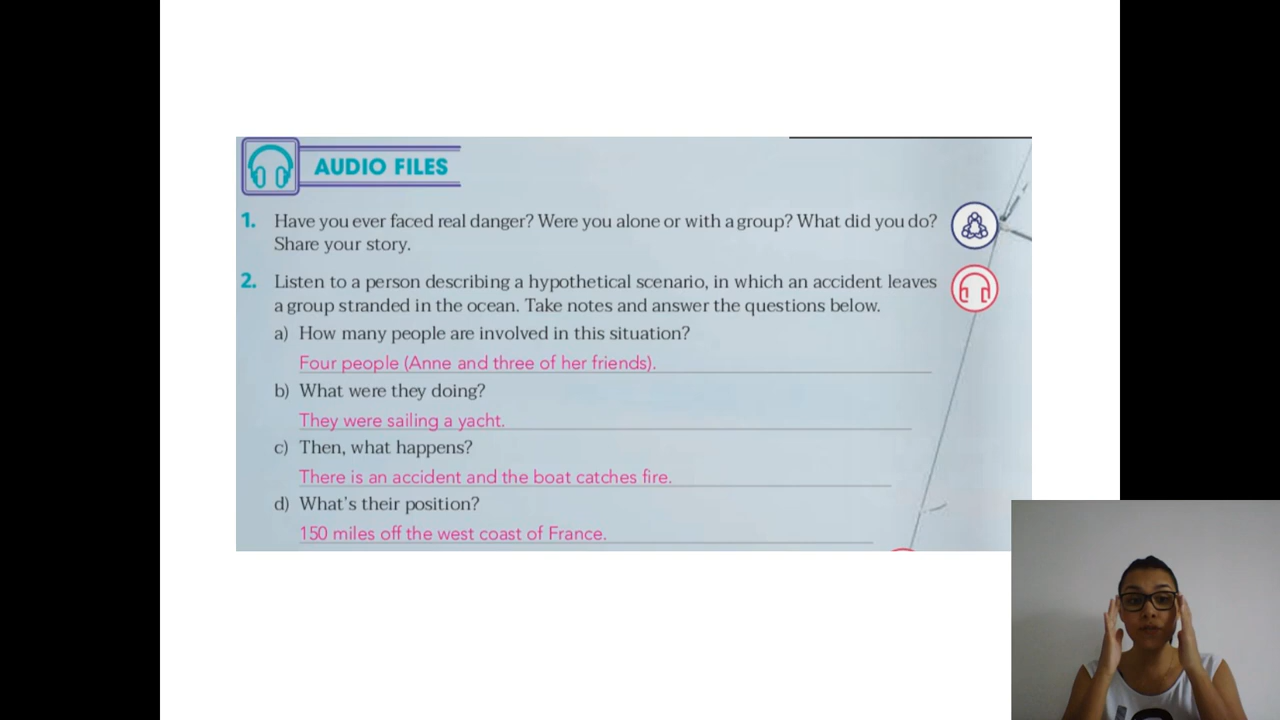 AUDIO FILES
1. Have you ever faced real danger? Were you alone or with a group? What did you do?
Share your story.
2. Listen to a person describing a hypothetical scenario, in which an accident leaves
a group stranded in the ocean. Take notes and answer the questions below.
a) How many people are involved in this situation?
Four people (Anne and three of her friends).
b) What were they doing?
They were sailing a yacht.
c) Then, what happens?
There is an accident and the boat catches fire.
d) What's their position?
150 miles off the west coast of France.